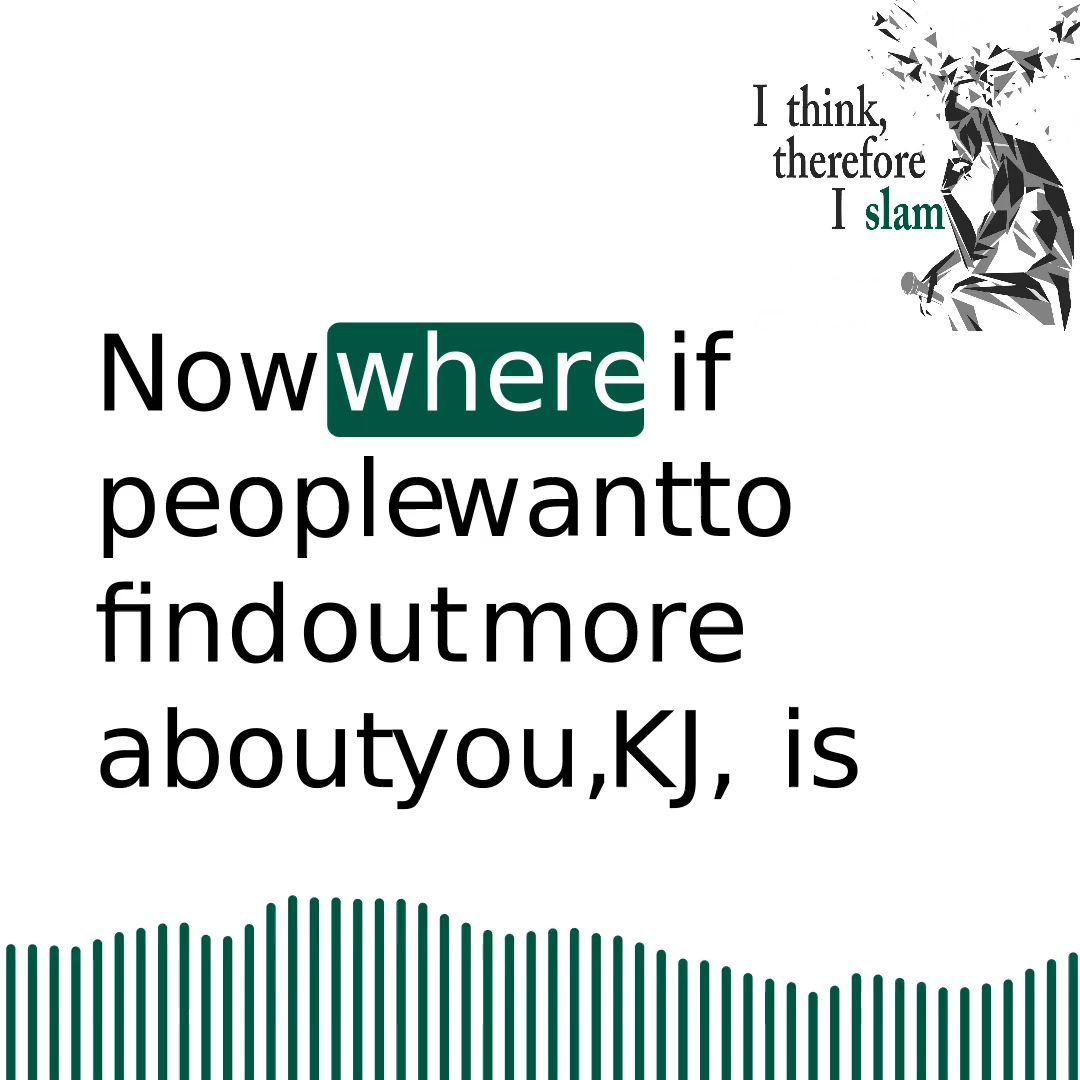 I think,
therefore
I slam
Now where if
people want to
find out more
about you, KJ, is